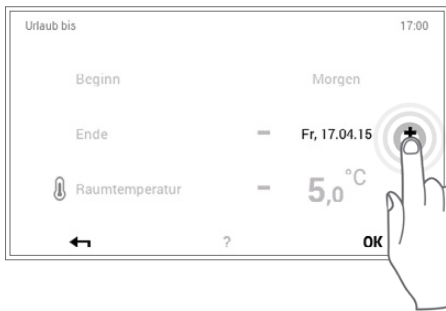 Urlaub bis 17:00
Beginn Morgen
Ende - Fr, 17.04.15 +
Raumtemperatur - 5,0 °C
? OK